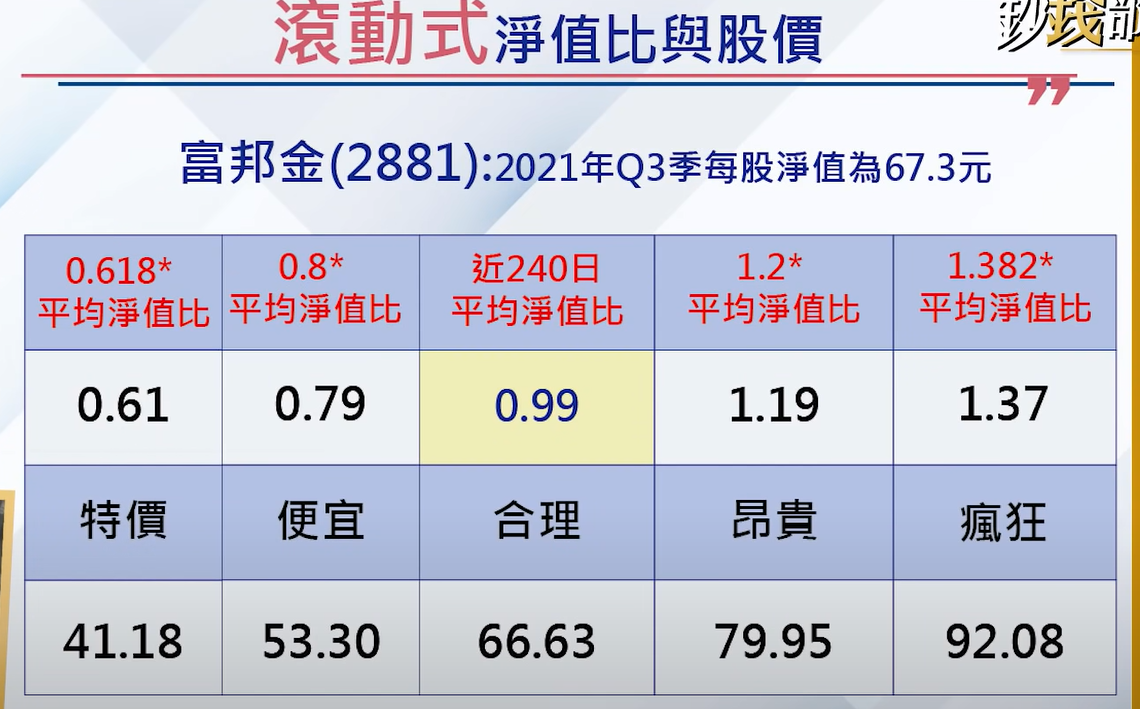 鈔錢部
滾動式淨值比與股價
富邦金(2881):2021年Q3季每股淨值為67.3元
0.618* 0.8* 近240日 1.2* 1.382*
平均淨值比 平均淨值比 平均淨值比 平均淨值比 平均淨值比
0.61 0.79 0.99 1.19 1.37
特價 便宜 合理 昂貴 瘋狂
41.18 53.30 66.63 79.95 92.08